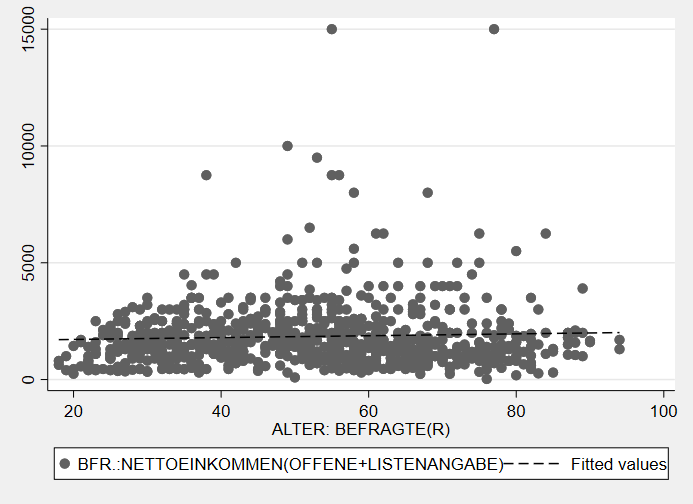 15000
10000
5000
0
20 40 60 80 100
ALTER: BEFRAGTE(R)
BFR.:NETTOEINKOMMEN(OFFENE+LISTENANGABE) Fitted values